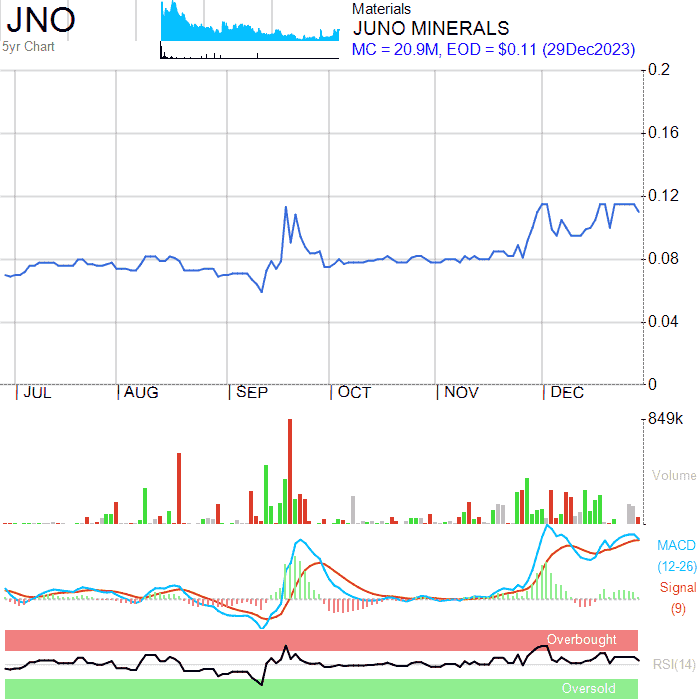 JNO
5yr Chart
Materials
JUNO MINERALS
MC = 20.9M, EOD = $0.11 (29Dec2023)
0.2
0.16
0.12
0.08
0.04
0
JUL AUG SEP OCT NOV DEC
849k
Volume
MACD
(12-26)
Signal
(9)
Overbought
RSI(14)
Oversold